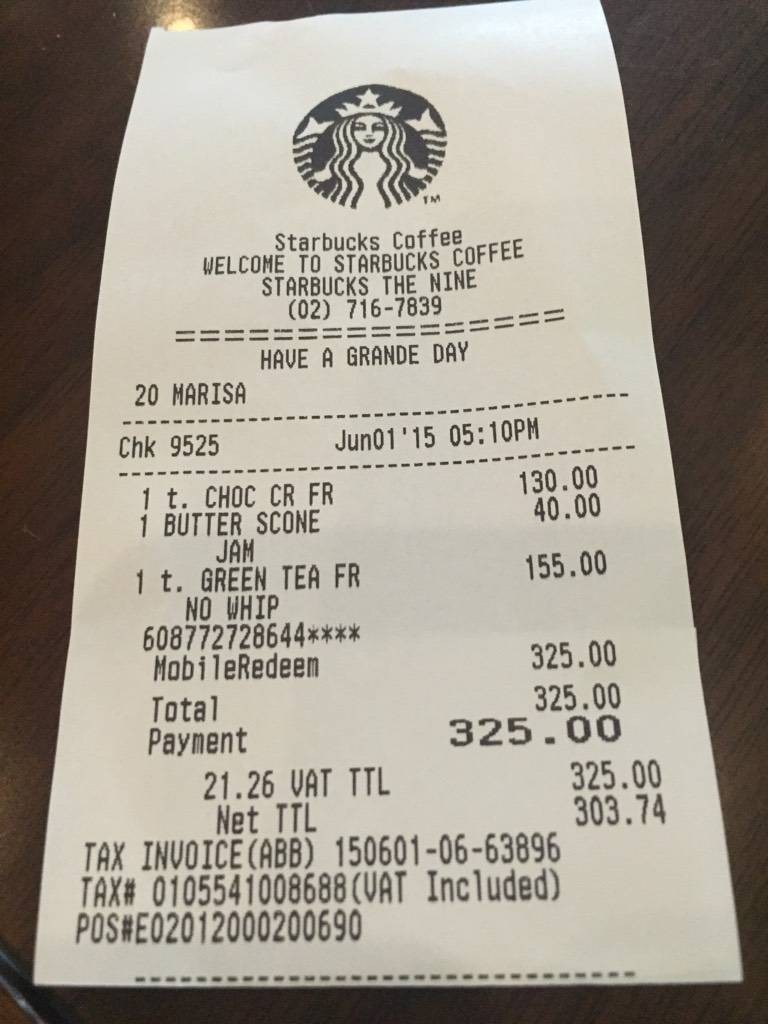 TM
Starbucks Coffee
WELCOME TO STARBUCKS COFFEE
STARBUCKS THE NINE
(02) 716-7839
================
HAVE A GRANDE DAY
20 MARISA
Chk 9525 Jun01'15 05:10PM
1 t. CHOC CR FR 130.00
1 BUTTER SCONE 40.00
JAM
1 t. GREEN TEA FR 155.00
NO WHIP
608772728644****
MobileRedeem 325.00
Total 325.00
Payment 325.00
21.26 VAT TTL 325.00
Net TTL 303.74
TAX INVOICE(ABB) 150601-06-63896
TAX# 0105541008688(VAT Included)
POS#E02012000200690